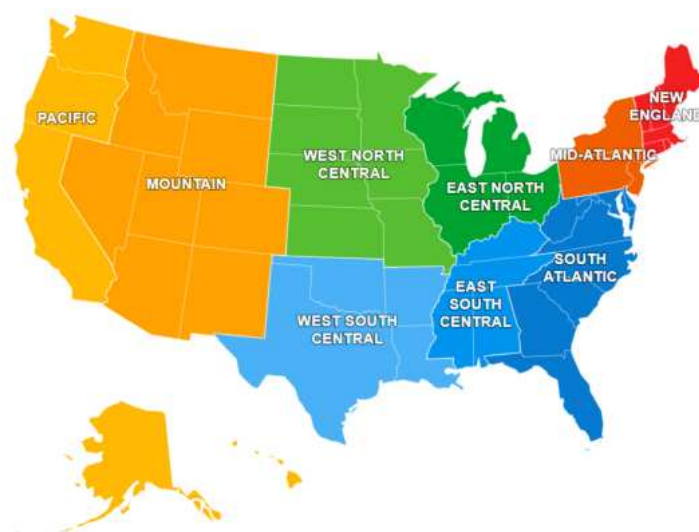 PACIFIC
MOUNTAIN
WEST NORTH
CENTRAL
EAST NORTH
CENTRAL
NEW
ENGLAND
MID-ATLANTIC
SOUTH
ATLANTIC
EAST
SOUTH
CENTRAL
WEST SOUTH
CENTRAL